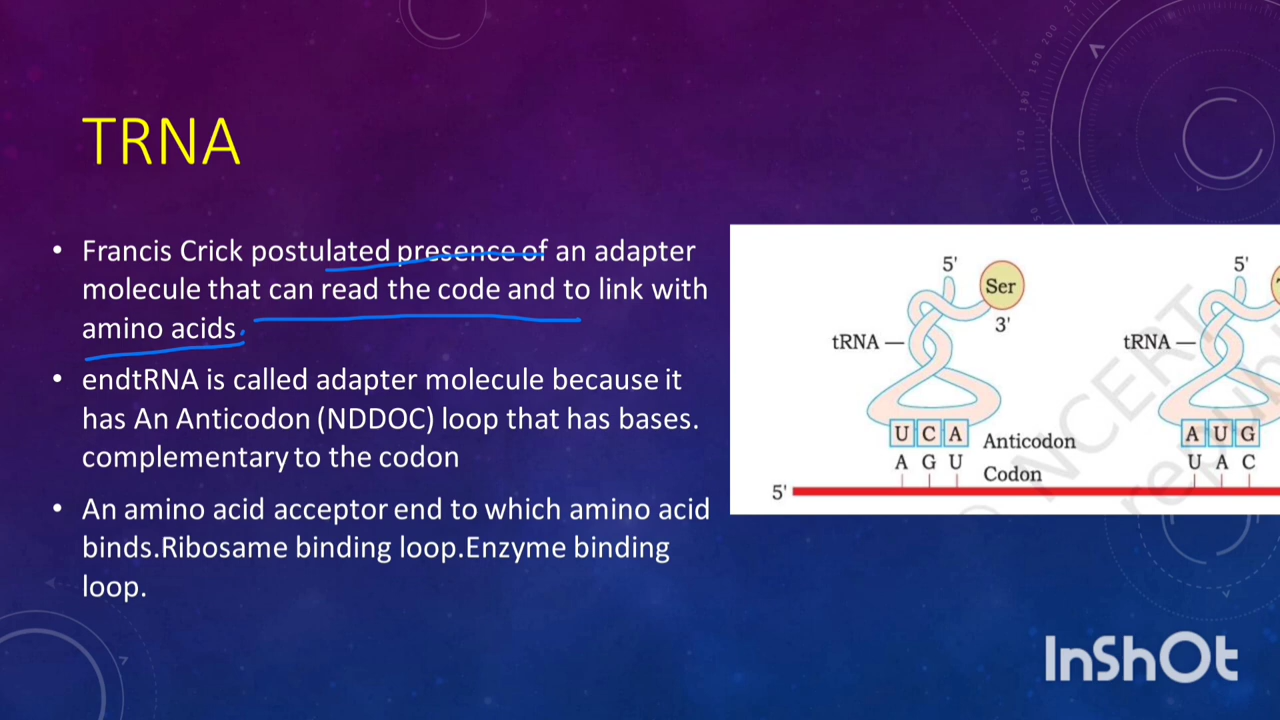 TRNA
• Francis Crick postulated presence of an adapter
molecule that can read the code and to link with
amino acids.
• endtRNA is called adapter molecule because it
has An Anticodon (NDDOC) loop that has bases.
complementary to the codon
• An amino acid acceptor end to which amino acid
binds.Ribosame binding loop.Enzyme binding
loop.
5'
Ser
3'
tRNA
U C A Anticodon
A G U Codon
5'
5'
tRNA
A U G
U A C
NCERT
InShOt